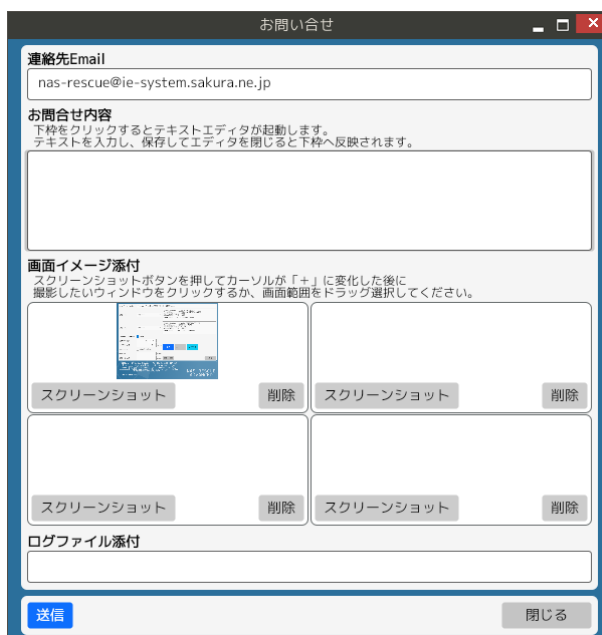 お問い合せ
連絡先Email
nas-rescue@ie-system.sakura.ne.jp
お問合せ内容
下枠をクリックするとテキストエディタが起動します。
テキストを入力し、保存してエディタを閉じると下枠へ反映されます。
画面イメージ添付
スクリーンショットボタンを押してカーソルが「+」に変化した後に
撮影したいウィンドウをクリックするか、画面範囲をドラッグ選択してください。
スクリーンショット 削除 スクリーンショット 削除
スクリーンショット 削除 スクリーンショット 削除
ログファイル添付
送信 閉じる